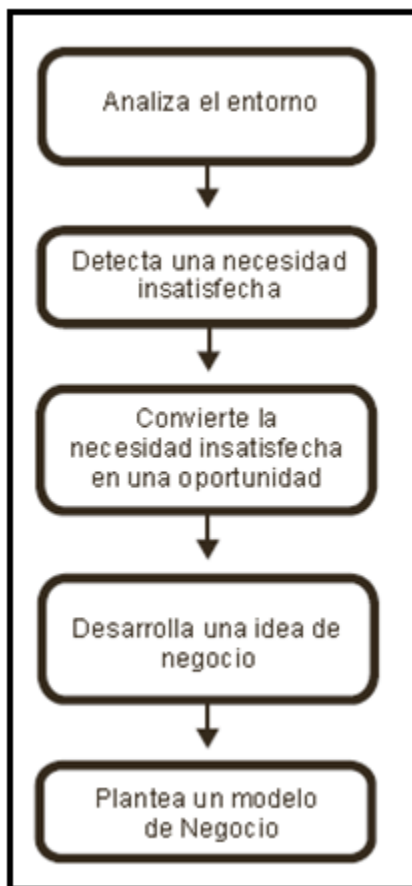 Analiza el entorno
Detecta una necesidad
insatisfecha
Convierte la
necesidad insatisfecha
en una oportunidad
Desarrolla una idea de
negocio
Plantea un modelo
de Negocio